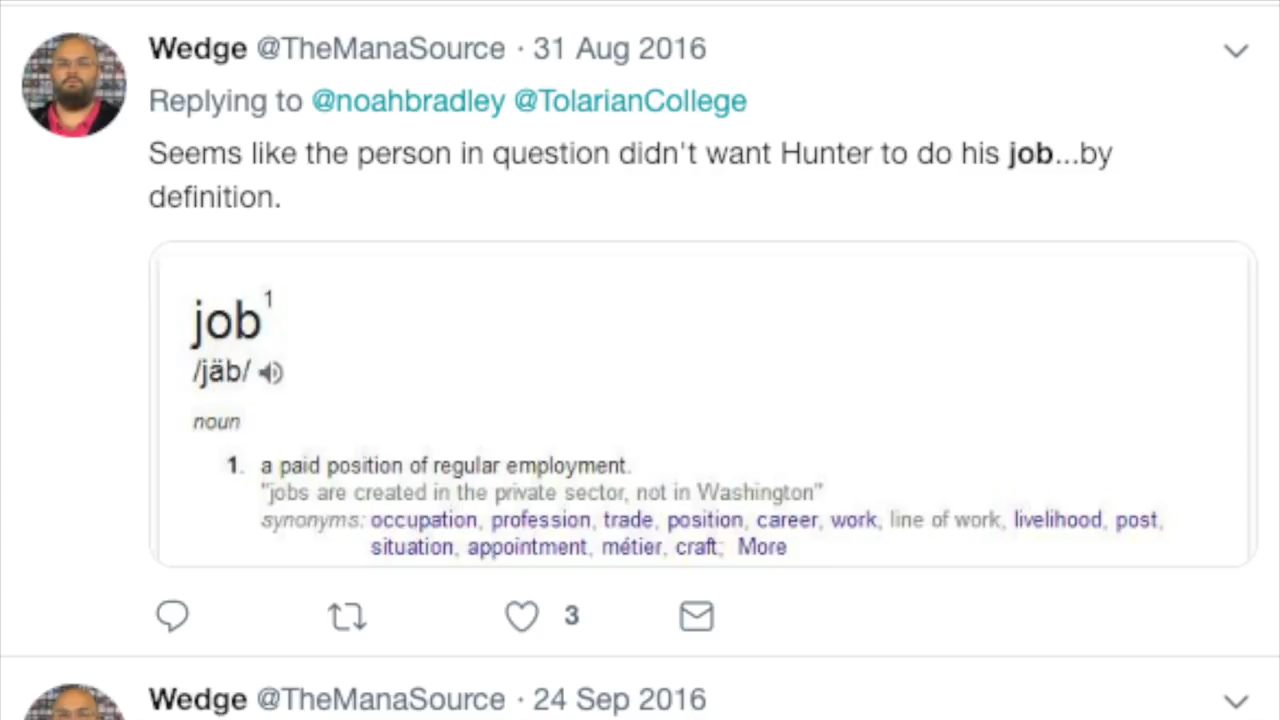 Wedge @TheManaSource · 31 Aug 2016
Replying to @noahbradley @TolarianCollege
Seems like the person in question didn't want Hunter to do his job...by
definition.
job¹
/jäb/
noun
1. a paid position of regular employment.
"jobs are created in the private sector, not in Washington"
synonyms: occupation, profession, trade, position, career, work, line of work, livelihood, post,
situation, appointment, métier, craft; More
3
Wedge @TheManaSource · 24 Sep 2016